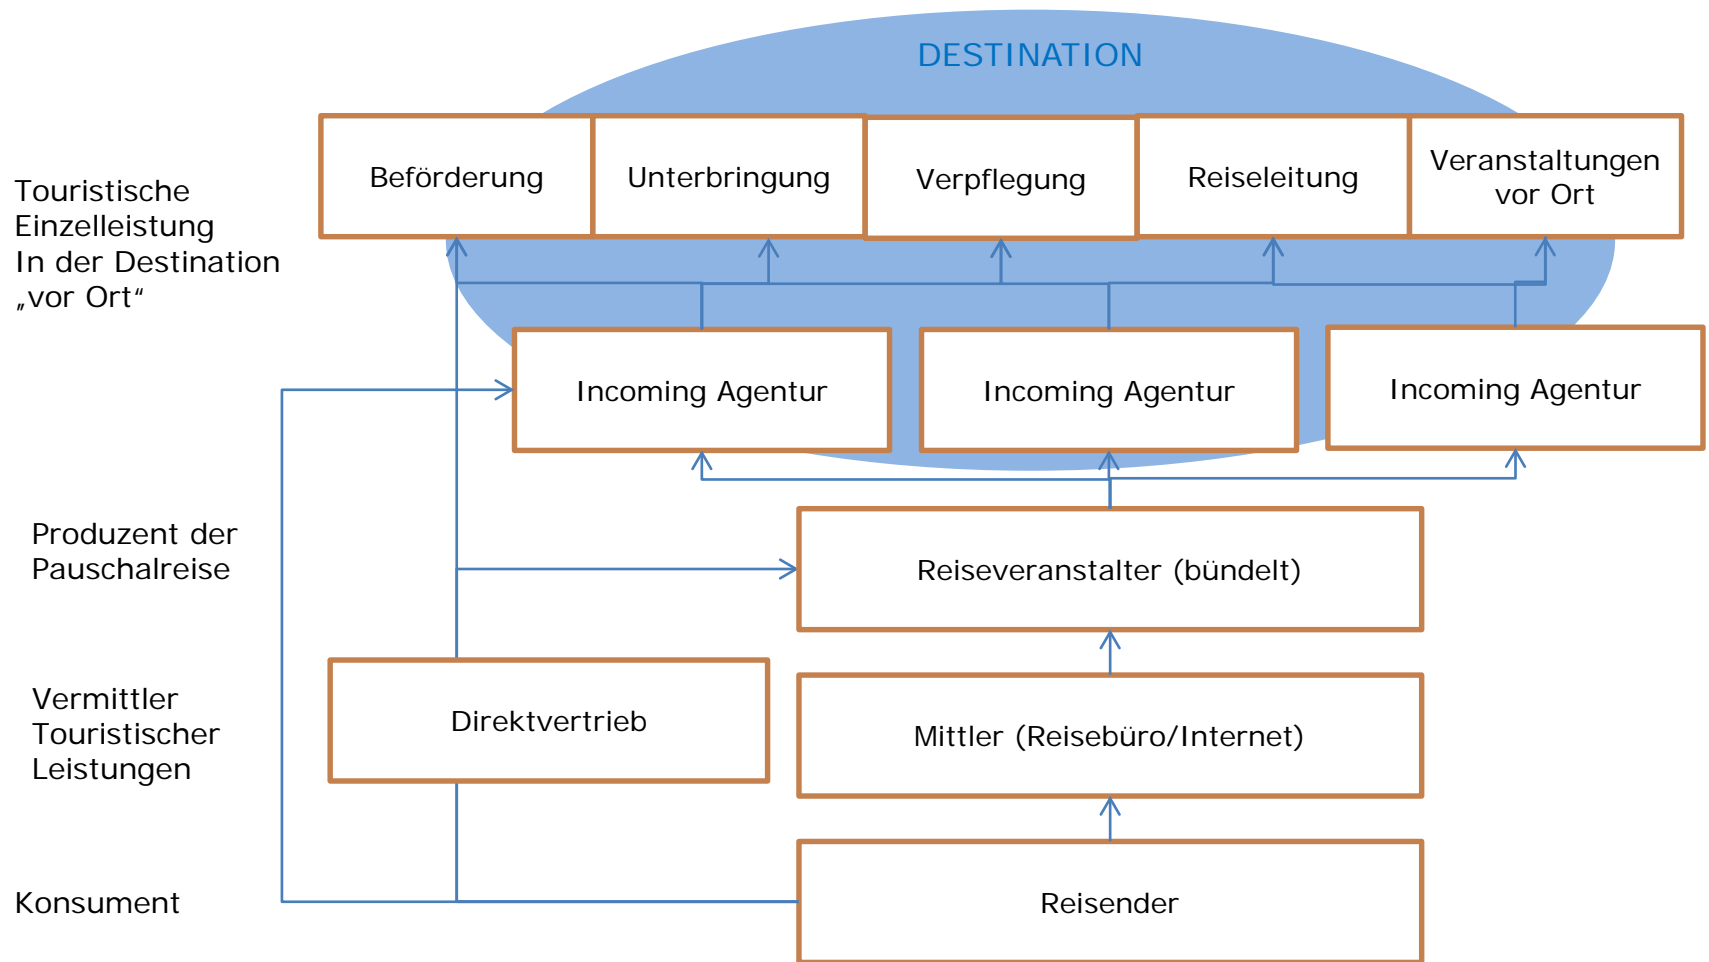 DESTINATION
Beförderung
Unterbringung
Verpflegung
Reiseleitung
Veranstaltungen
vor Ort
Touristische
Einzelleistung
In der Destination
„vor Ort“
Incoming Agentur
Incoming Agentur
Incoming Agentur
Produzent der
Pauschalreise
Reiseveranstalter (bündelt)
Vermittler
Touristischer
Leistungen
Direktvertrieb
Mittler (Reisebüro/Internet)
Konsument
Reisender